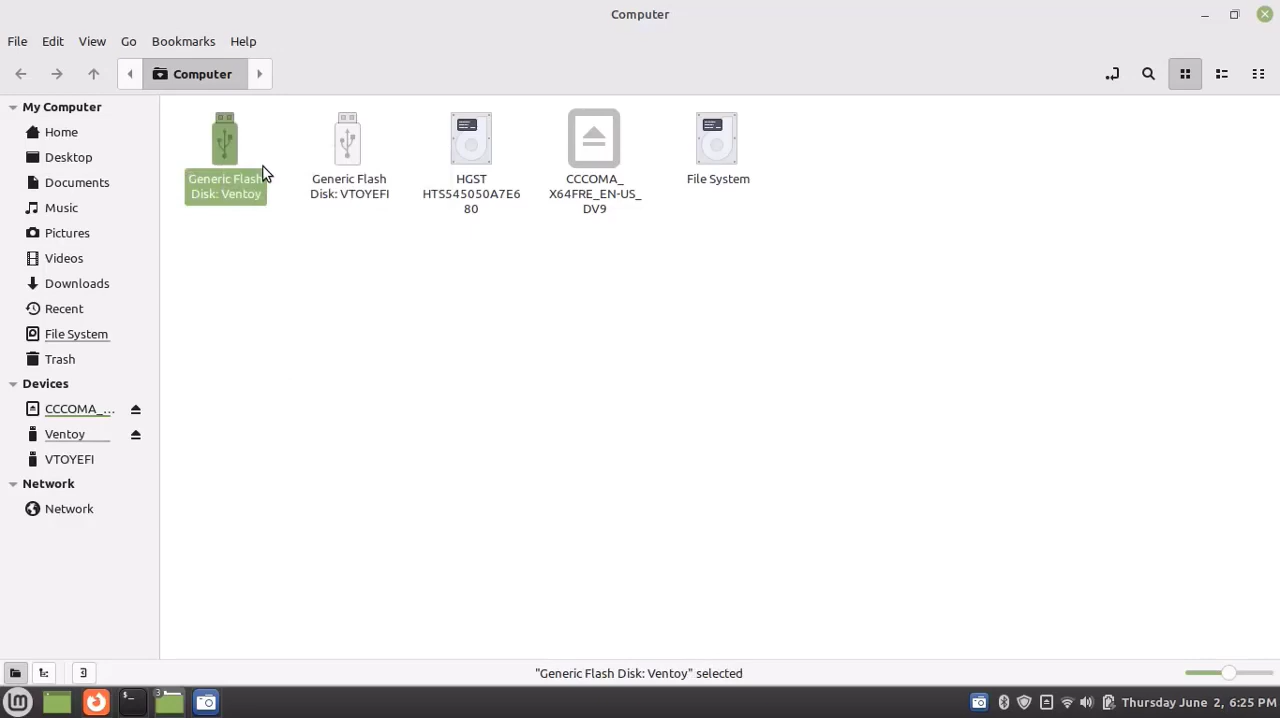 Computer
File Edit View Go Bookmarks Help
Computer
My Computer
Home
Desktop
Documents
Music
Pictures
Videos
Downloads
Recent
File System
Trash
Devices
CCCOMA_...
Ventoy
VTOYEFI
Network
Network
Generic Flash
Disk: Ventoy
Generic Flash
Disk: VTOYEFI
HGST
HTS545050A7E6
80
CCCOMA_
X64FRE_EN-US_
DV9
File System
"Generic Flash Disk: Ventoy" selected
3
Thursday June 2, 6:25 PM